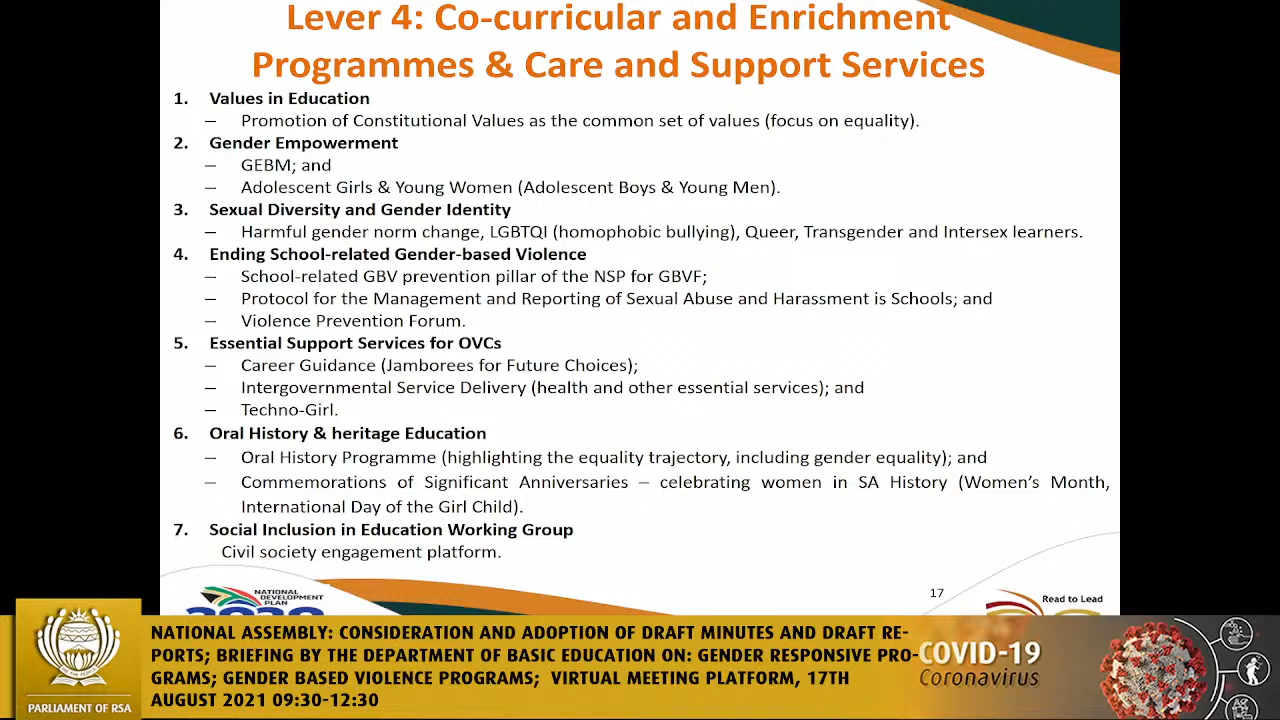 Lever 4: Co-curricular and Enrichment
Programmes & Care and Support Services
1. Values in Education
– Promotion of Constitutional Values as the common set of values (focus on equality).
2. Gender Empowerment
– GEBM; and
– Adolescent Girls & Young Women (Adolescent Boys & Young Men).
3. Sexual Diversity and Gender Identity
– Harmful gender norm change, LGBTQI (homophobic bullying), Queer, Transgender and Intersex learners.
4. Ending School-related Gender-based Violence
– School-related GBV prevention pillar of the NSP for GBVF;
– Protocol for the Management and Reporting of Sexual Abuse and Harassment is Schools; and
– Violence Prevention Forum.
5. Essential Support Services for OVCs
– Career Guidance (Jamborees for Future Choices);
– Intergovernmental Service Delivery (health and other essential services); and
– Techno-Girl.
6. Oral History & heritage Education
– Oral History Programme (highlighting the equality trajectory, including gender equality); and
– Commemorations of Significant Anniversaries – celebrating women in SA History (Women's Month,
International Day of the Girl Child).
7. Social Inclusion in Education Working Group
Civil society engagement platform.
NATIONAL
DEVELOPMENT
PLAN
17
Read to Lead
PARLIAMENT OF RSA
NATIONAL ASSEMBLY: CONSIDERATION AND ADOPTION OF DRAFT MINUTES AND DRAFT RE-
PORTS; BRIEFING BY THE DEPARTMENT OF BASIC EDUCATION ON: GENDER RESPONSIVE PRO-
GRAMS; GENDER BASED VIOLENCE PROGRAMS; VIRTUAL MEETING PLATFORM, 17TH
AUGUST 2021 09:30-12:30
COVID-19
Coronavirus